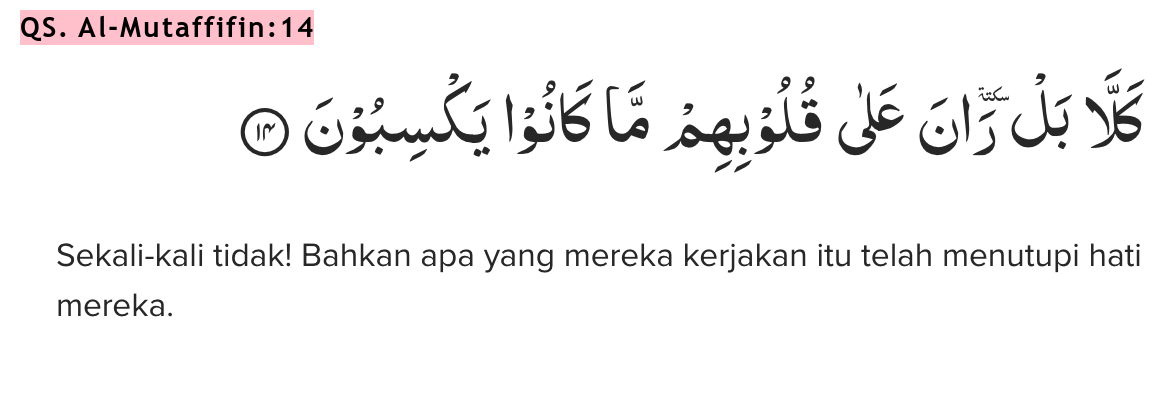 QS. Al-Mutaffifin:14
كَلَّا بَلْ ۜ رَانَ عَلٰى قُلُوْبِهِمْ مَّا كَانُوْا يَكْسِبُوْنَ ١٤
Sekali-kali tidak! Bahkan apa yang mereka kerjakan itu telah menutupi hati
mereka.